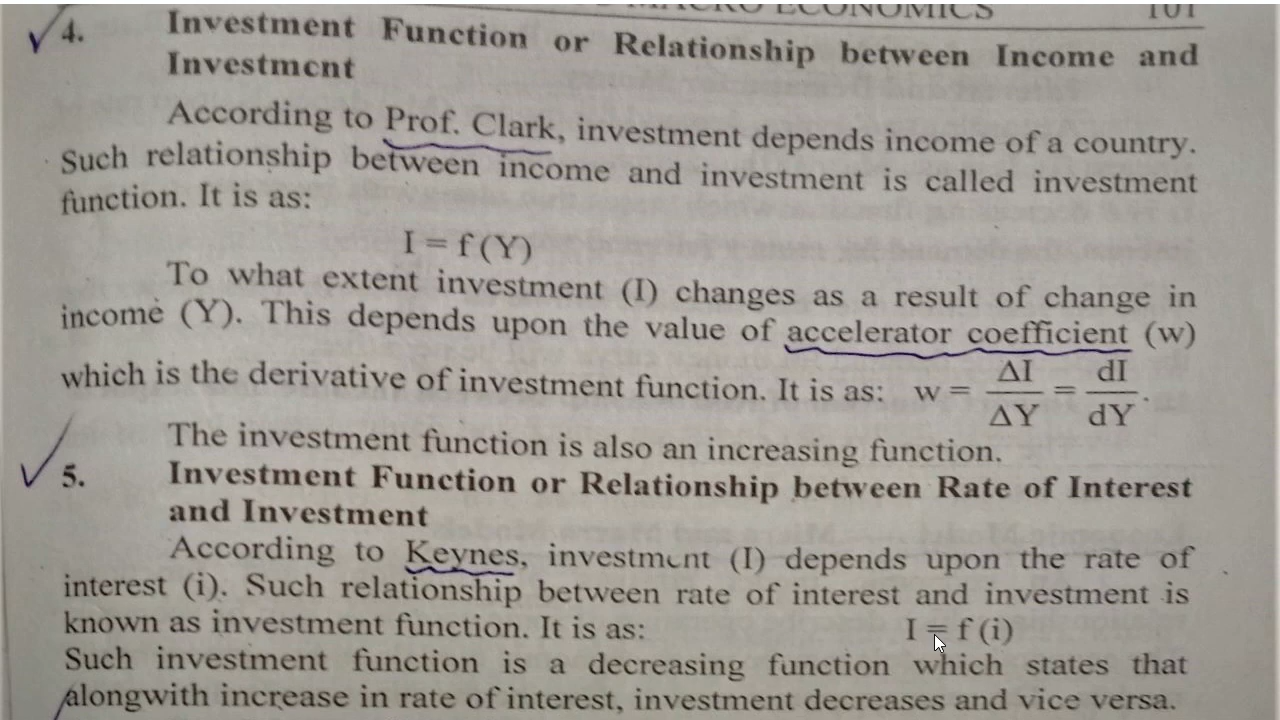 MACRO ECONOMICS 101
4. Investment Function or Relationship between Income and
Investment
According to Prof. Clark, investment depends income of a country.
Such relationship between income and investment is called investment
function. It is as:
I = f (Y)
To what extent investment (I) changes as a result of change in
income (Y). This depends upon the value of accelerator coefficient (w)
which is the derivative of investment function. It is as: w = ΔI/ΔY = dI/dY.
The investment function is also an increasing function.
5. Investment Function or Relationship between Rate of Interest
and Investment
According to Keynes, investment (I) depends upon the rate of
interest (i). Such relationship between rate of interest and investment is
known as investment function. It is as: I = f (i)
Such investment function is a decreasing function which states that
alongwith increase in rate of interest, investment decreases and vice versa.